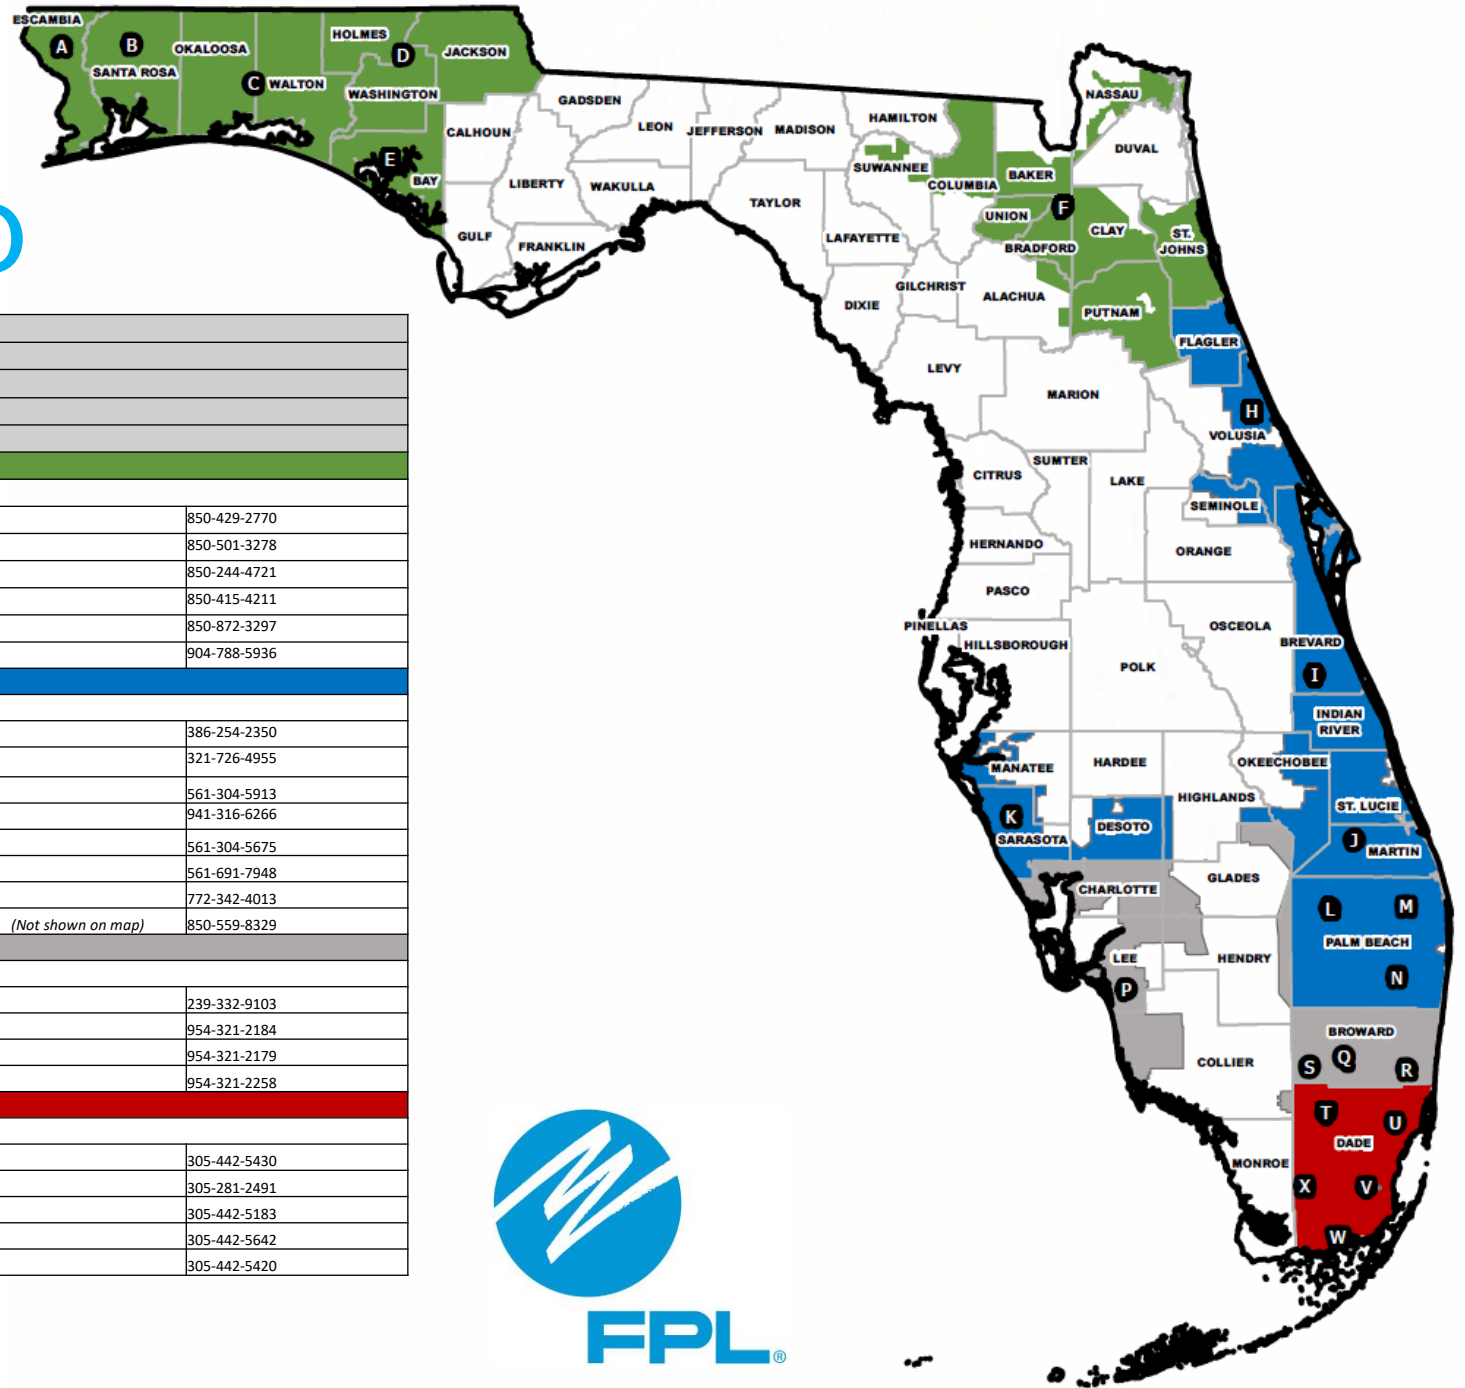 ESCAMBIA
A
B
SANTA ROSA
OKALOOSA
C
WALTON
HOLMES
D
WASHINGTON
JACKSON
E
BAY
CALHOUN
GULF
GADSDEN
LIBERTY
FRANKLIN
LEON
WAKULLA
JEFFERSON
MADISON
TAYLOR
HAMILTON
SUWANNEE
LAFAYETTE
DIXIE
COLUMBIA
GILCHRIST
BAKER
UNION
BRADFORD
F
ALACHUA
NASSAU
DUVAL
CLAY
ST.
JOHNS
PUTNAM
FLAGLER
LEVY
MARION
H
VOLUSIA
CITRUS
SUMTER
LAKE
SEMINOLE
HERNANDO
ORANGE
PASCO
PINELLAS
HILLSBOROUGH
POLK
OSCEOLA
BREVARD
I
INDIAN
RIVER
MANATEE
HARDEE
OKEECHOBEE
HIGHLANDS
ST. LUCIE
K
SARASOTA
DESOTO
J
MARTIN
CHARLOTTE
GLADES
L
M
PALM BEACH
N
LEE
P
HENDRY
BROWARD
S
Q
R
COLLIER
T
U
DADE
MONROE
X
V
W
850-429-2770
850-501-3278
850-244-4721
850-415-4211
850-872-3297
904-788-5936
386-254-2350
321-726-4955
561-304-5913
941-316-6266
561-304-5675
561-691-7948
772-342-4013
(Not shown on map) 850-559-8329
239-332-9103
954-321-2184
954-321-2179
954-321-2258
305-442-5430
305-281-2491
305-442-5183
305-442-5642
305-442-5420
FPL®